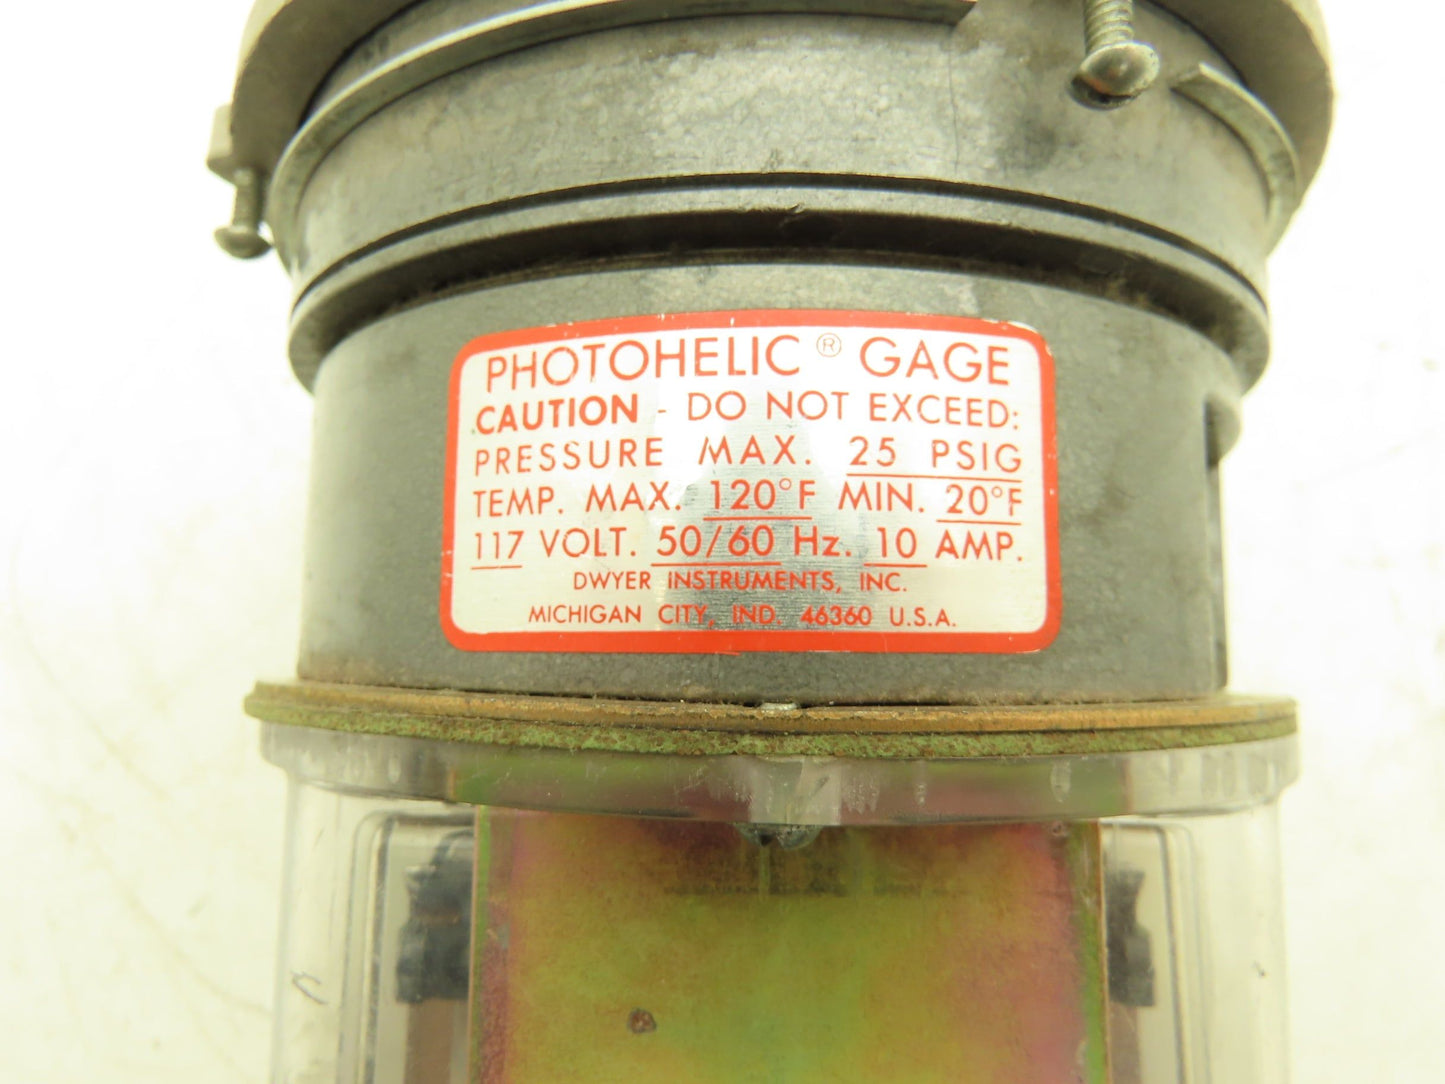 PHOTOHELIC® GAGE
CAUTION - DO NOT EXCEED:
PRESSURE MAX. 25 PSIG
TEMP. MAX. 120°F MIN. 20°F
117 VOLT. 50/60 Hz. 10 AMP.
DWYER INSTRUMENTS, INC.
MICHIGAN CITY, IND. 46360 U.S.A.